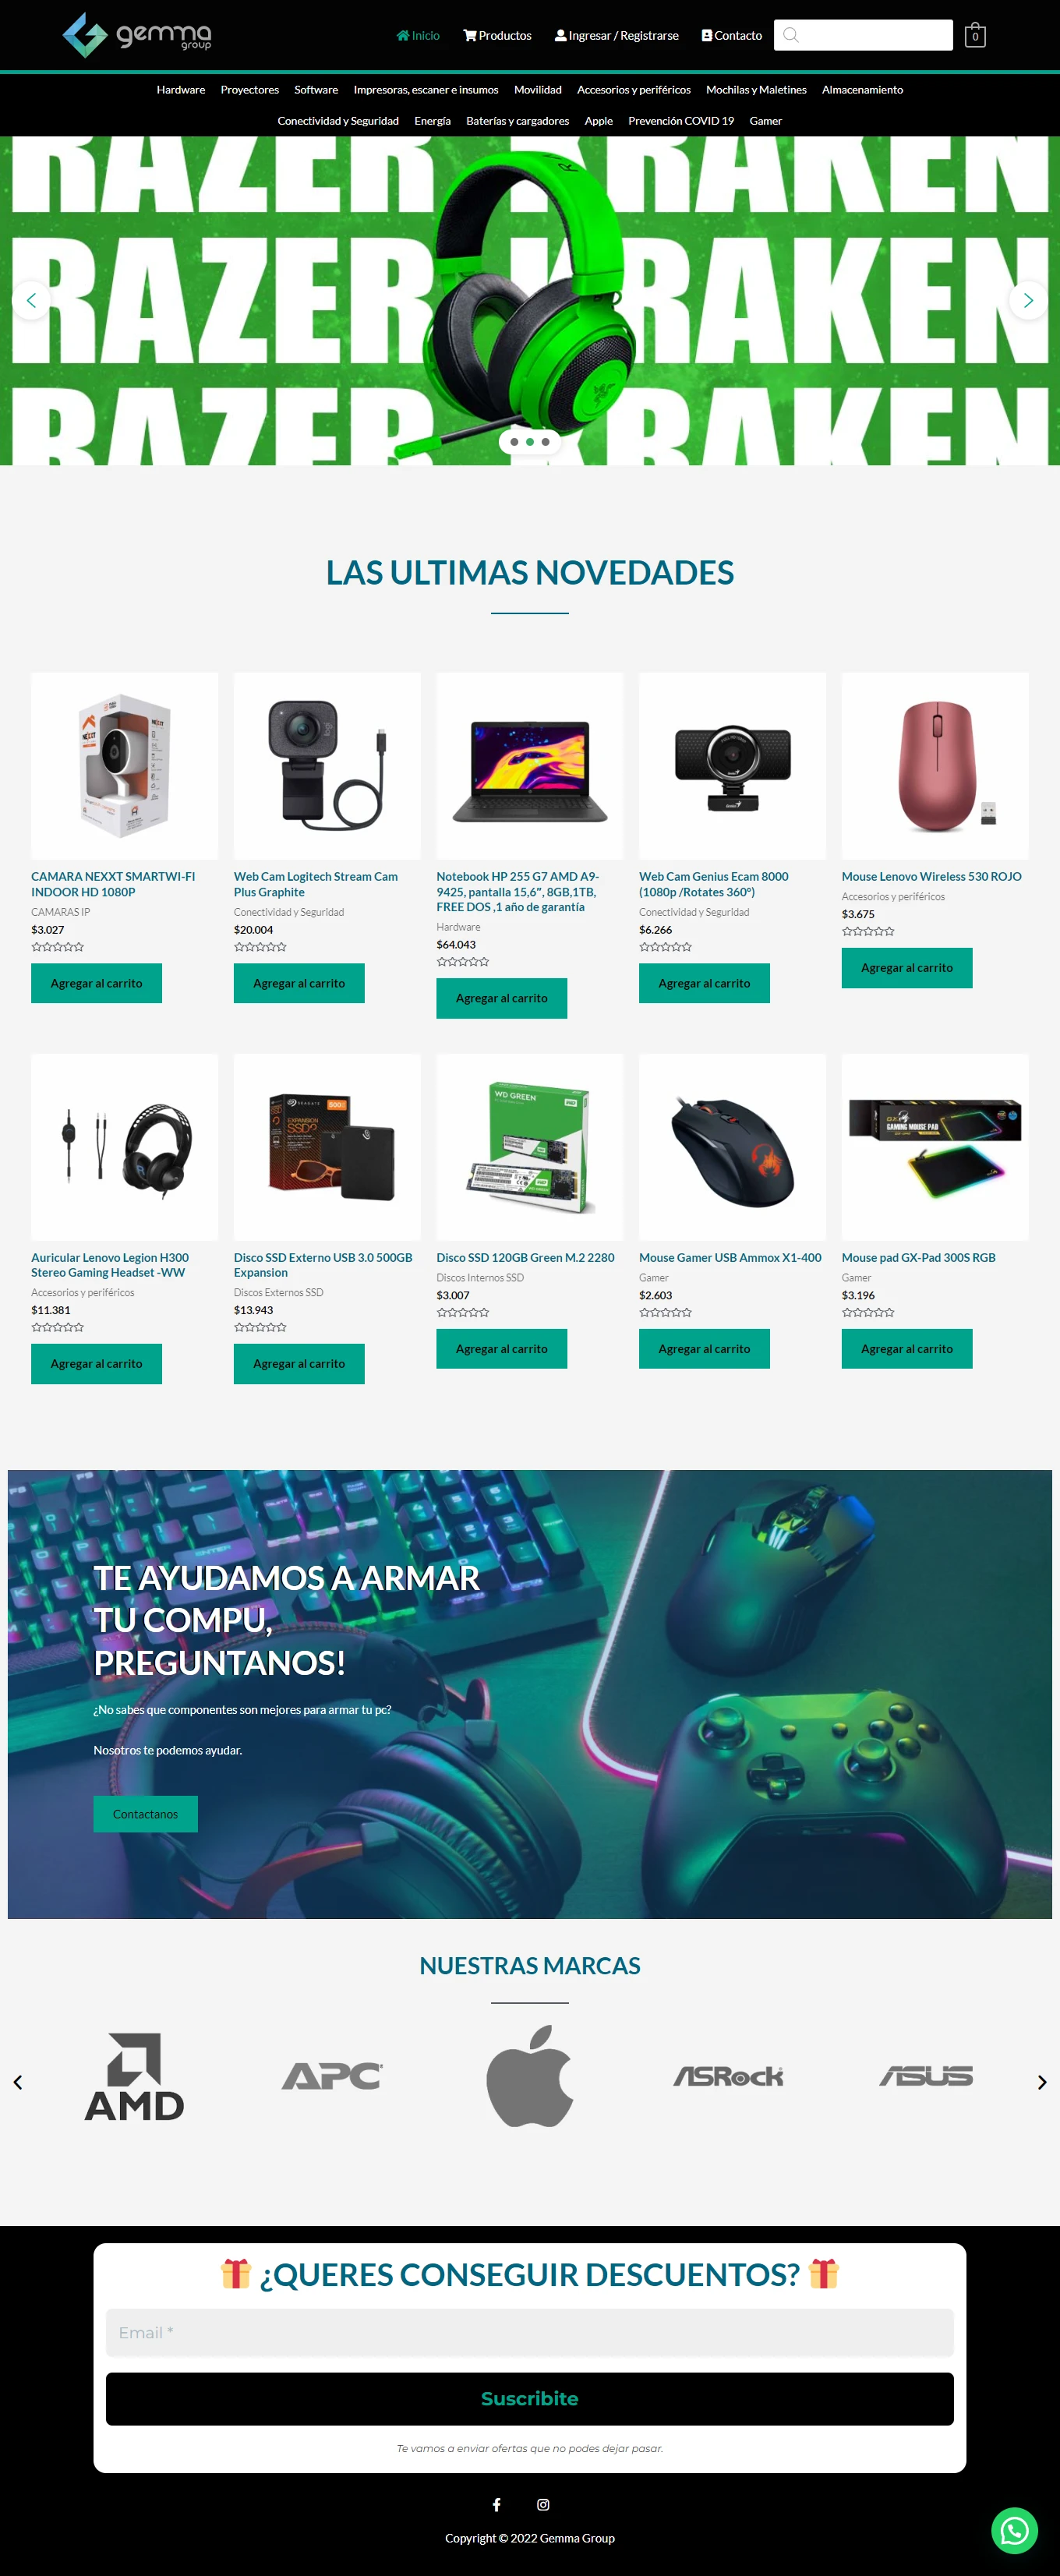 gemma
group
Inicio
Productos
Ingresar / Registrarse
Contacto
0
Hardware
Proyectores
Software
Impresoras, escaner e insumos
Movilidad
Accesorios y periféricos
Mochilas y Maletines
Almacenamiento
Conectividad y Seguridad
Energía
Baterías y cargadores
Apple
Prevención COVID 19
Gamer
RAZER KRAKEN
RAZER KRAKEN
RAZER KRAKEN
LAS ULTIMAS NOVEDADES
CAMARA NEXXT SMARTWI-FI
INDOOR HD 1080P
CAMARAS IP
$3.027
Agregar al carrito
Web Cam Logitech Stream Cam
Plus Graphite
Conectividad y Seguridad
$20.004
Agregar al carrito
Notebook HP 255 G7 AMD A9-
9425, pantalla 15,6″, 8GB,1TB,
FREE DOS ,1 año de garantía
Hardware
$64.043
Agregar al carrito
Web Cam Genius Ecam 8000
(1080p /Rotates 360°)
Conectividad y Seguridad
$6.266
Agregar al carrito
Mouse Lenovo Wireless 530 ROJO
Accesorios y periféricos
$3.675
Agregar al carrito
SEAGATE
EXPANSION
SSD
WD GREEN
GX
GAMING MOUSE PAD
Auricular Lenovo Legion H300
Stereo Gaming Headset -WW
Accesorios y periféricos
$11.381
Agregar al carrito
Disco SSD Externo USB 3.0 500GB
Expansion
Discos Externos SSD
$13.943
Agregar al carrito
Disco SSD 120GB Green M.2 2280
Discos Internos SSD
$3.007
Agregar al carrito
Mouse Gamer USB Ammox X1-400
Gamer
$2.603
Agregar al carrito
Mouse pad GX-Pad 300S RGB
Gamer
$3.196
Agregar al carrito
TE AYUDAMOS A ARMAR
TU COMPU,
PREGUNTANOS!
¿No sabes que componentes son mejores para armar tu pc?
Nosotros te podemos ayudar.
Contactanos
NUESTRAS MARCAS
AMD
APC
ASRock
ASUS
¿QUERES CONSEGUIR DESCUENTOS?
Email *
Suscribite
Te vamos a enviar ofertas que no podes dejar pasar.
Copyright © 2022 Gemma Group